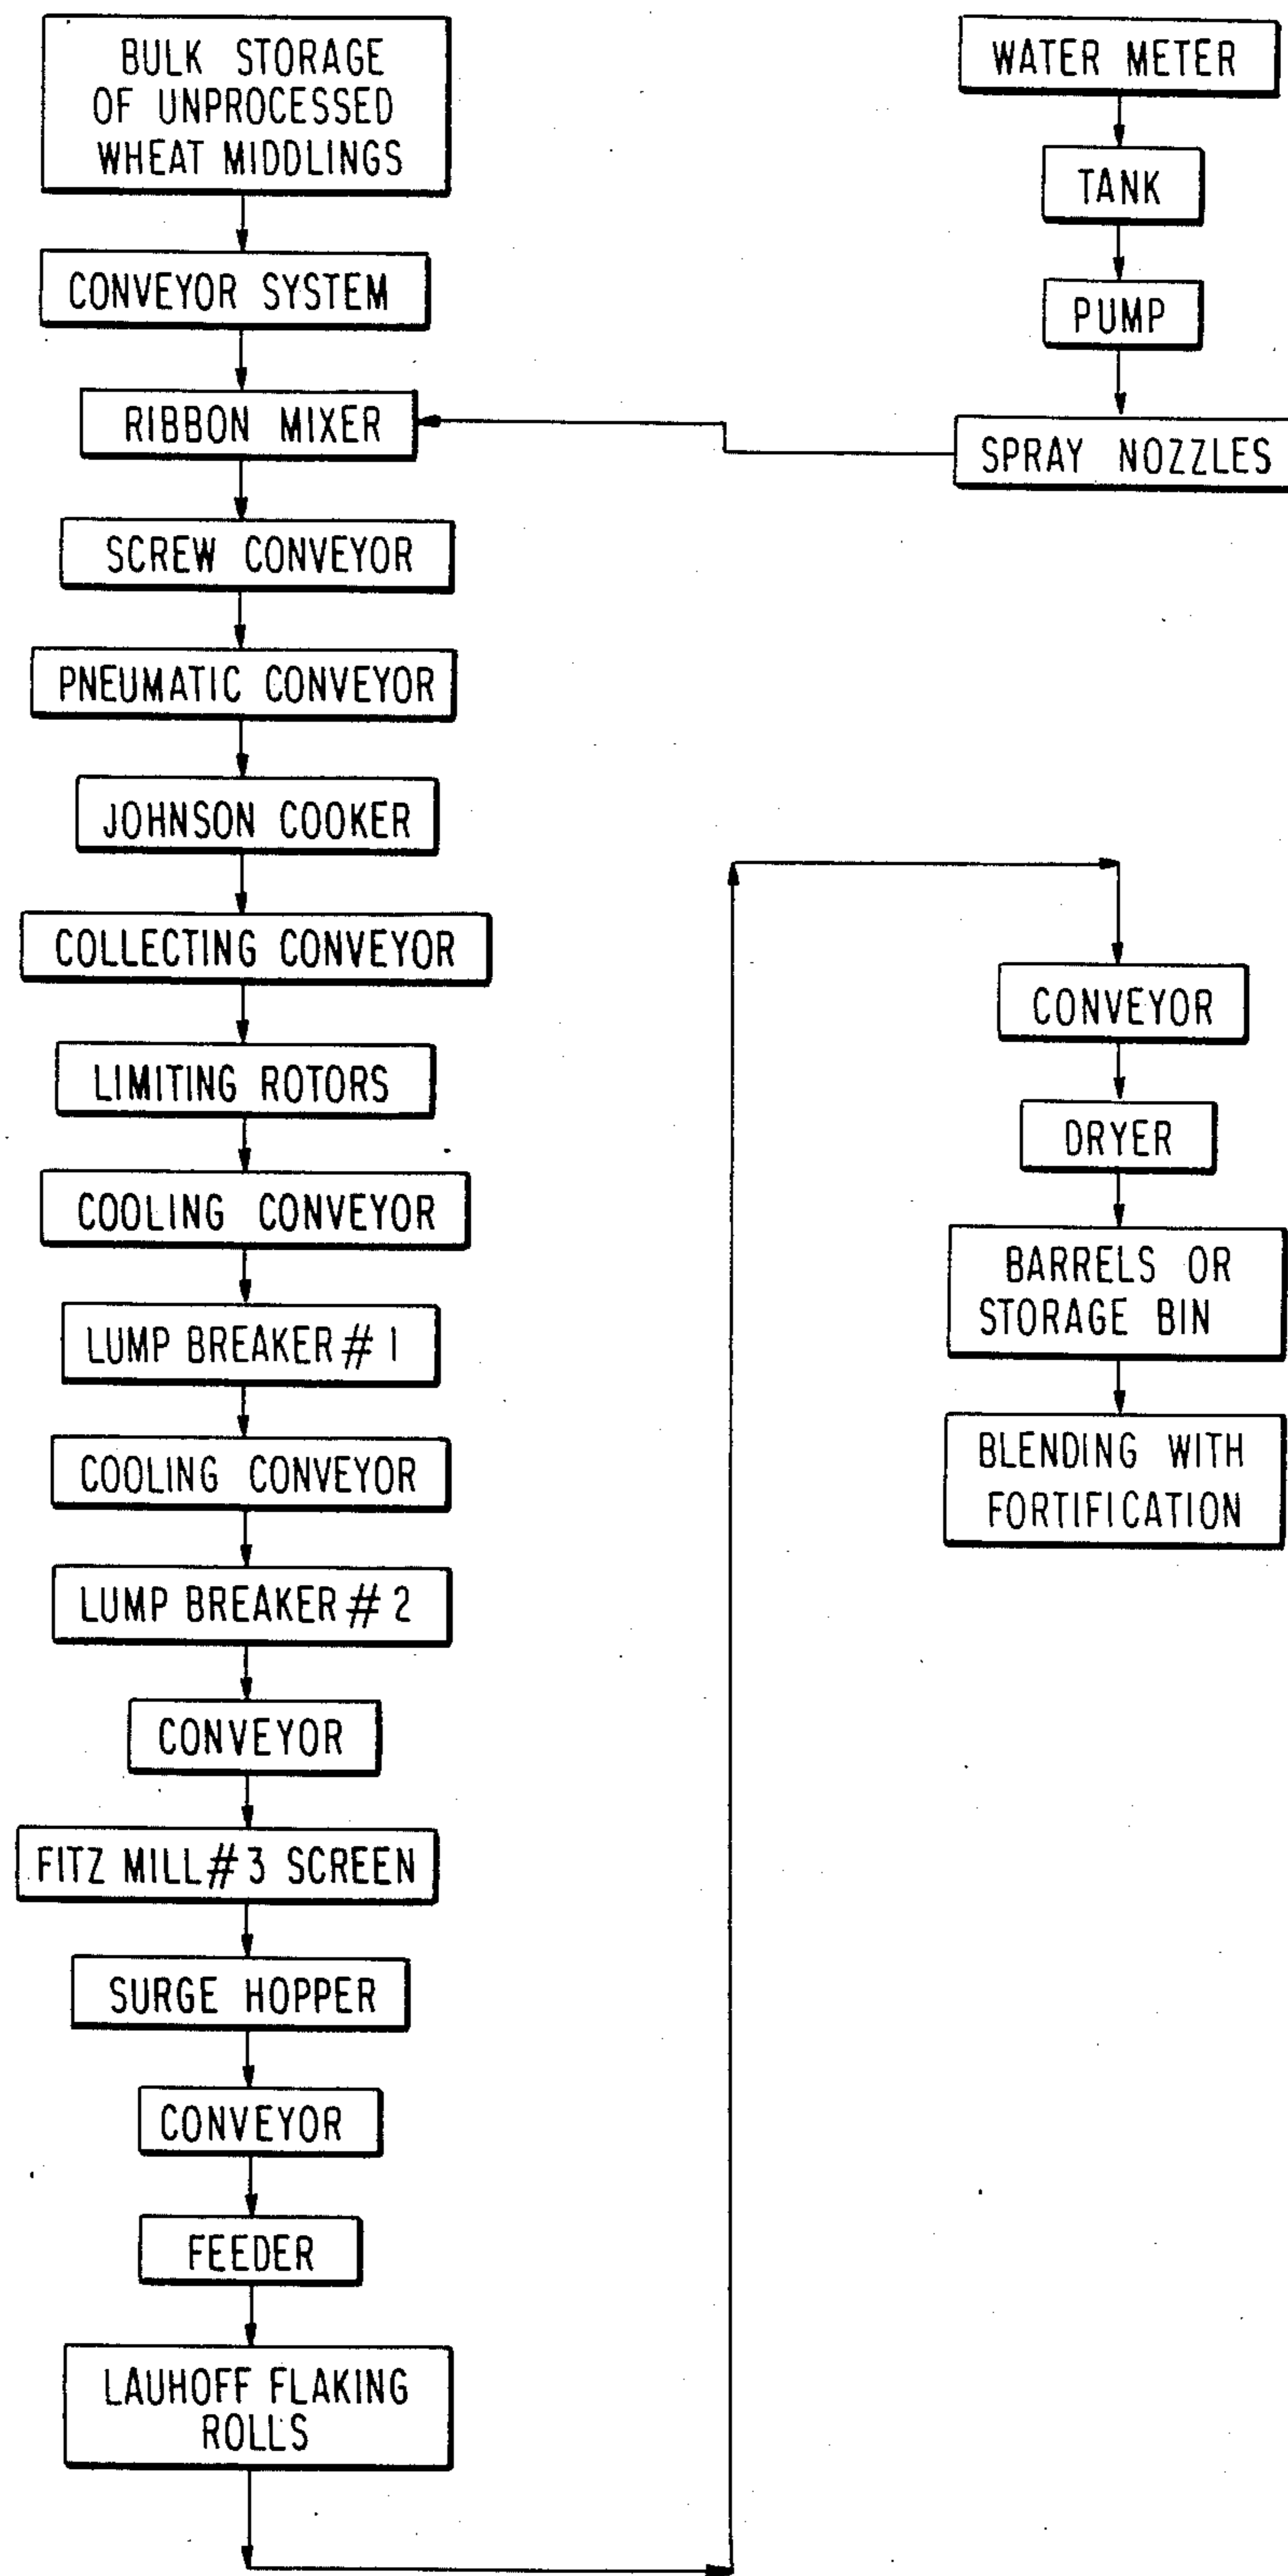 BULK STORAGE
OF UNPROCESSED
WHEAT MIDDLINGS
CONVEYOR SYSTEM
RIBBON MIXER
SCREW CONVEYOR
PNEUMATIC CONVEYOR
JOHNSON COOKER
COLLECTING CONVEYOR
LIMITING ROTORS
COOLING CONVEYOR
LUMP BREAKER # 1
COOLING CONVEYOR
LUMP BREAKER # 2
CONVEYOR
FITZ MILL # 3 SCREEN
SURGE HOPPER
CONVEYOR
FEEDER
LAUHOFF FLAKING
ROLLS
WATER METER
TANK
PUMP
SPRAY NOZZLES
CONVEYOR
DRYER
BARRELS OR
STORAGE BIN
BLENDING WITH
FORTIFICATION